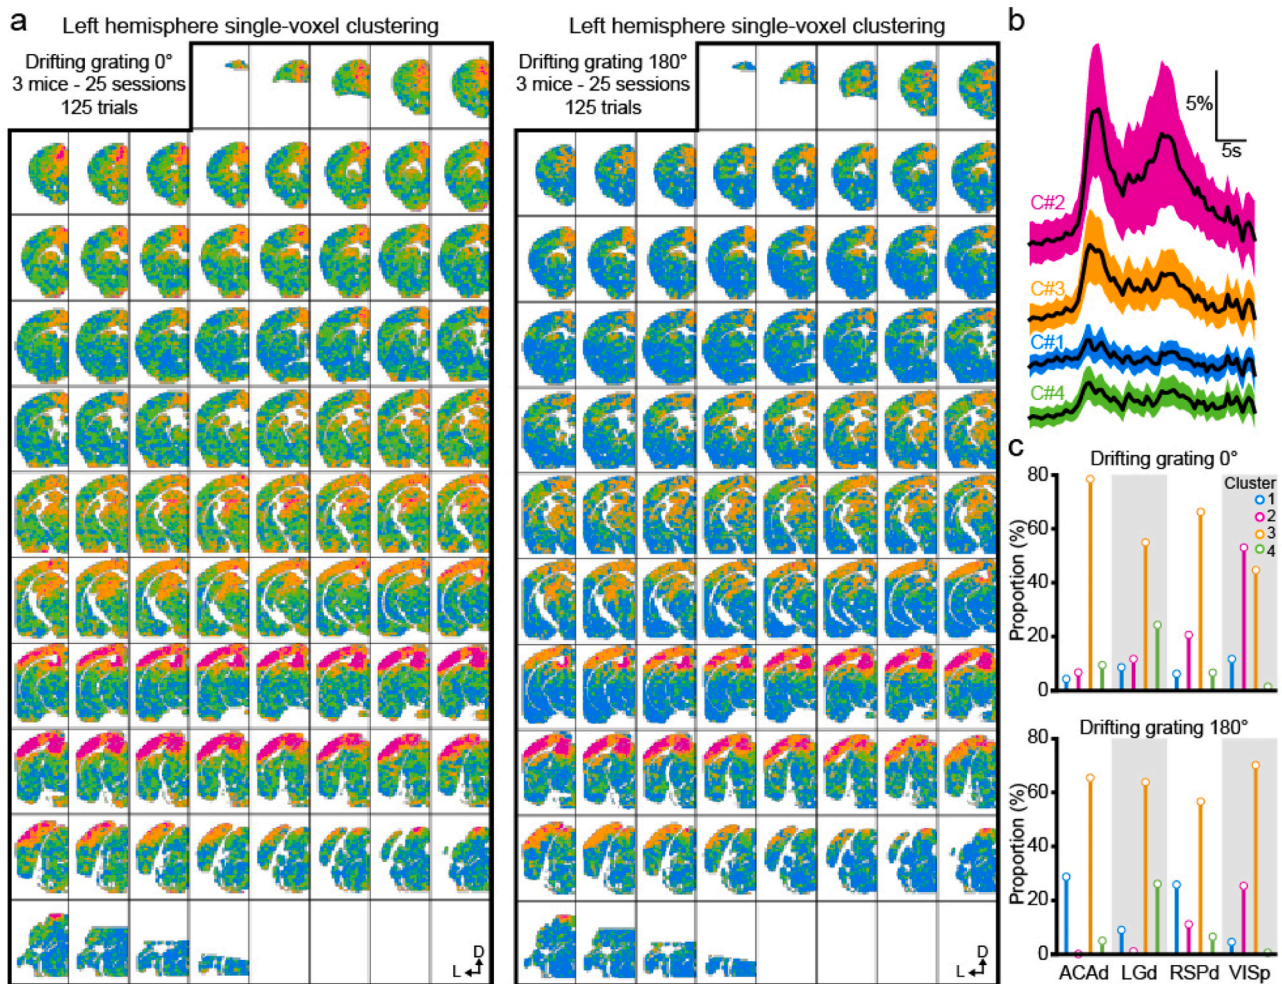 a
Left hemisphere single-voxel clustering
Drifting grating 0°
3 mice - 25 sessions
125 trials
D
L
Left hemisphere single-voxel clustering
Drifting grating 180°
3 mice - 25 sessions
125 trials
D
L
b
5%
5s
C#2
C#3
C#1
C#4
c
Drifting grating 0°
Cluster
1
2
3
4
80
60
40
20
0
Proportion (%)
Drifting grating 180°
80
60
40
20
0
Proportion (%)
ACAd LGd RSPd VISp